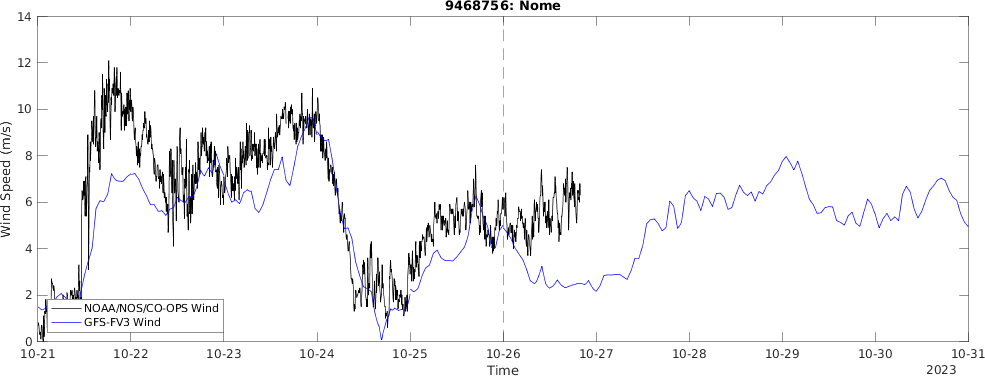 9468756: Nome
Wind Speed (m/s)
14
12
10
8
6
4
2
0
NOAA/NOS/CO-OPS Wind
GFS-FV3 Wind
10-21 10-22 10-23 10-24 10-25 10-26 10-27 10-28 10-29 10-30 10-31
Time
2023